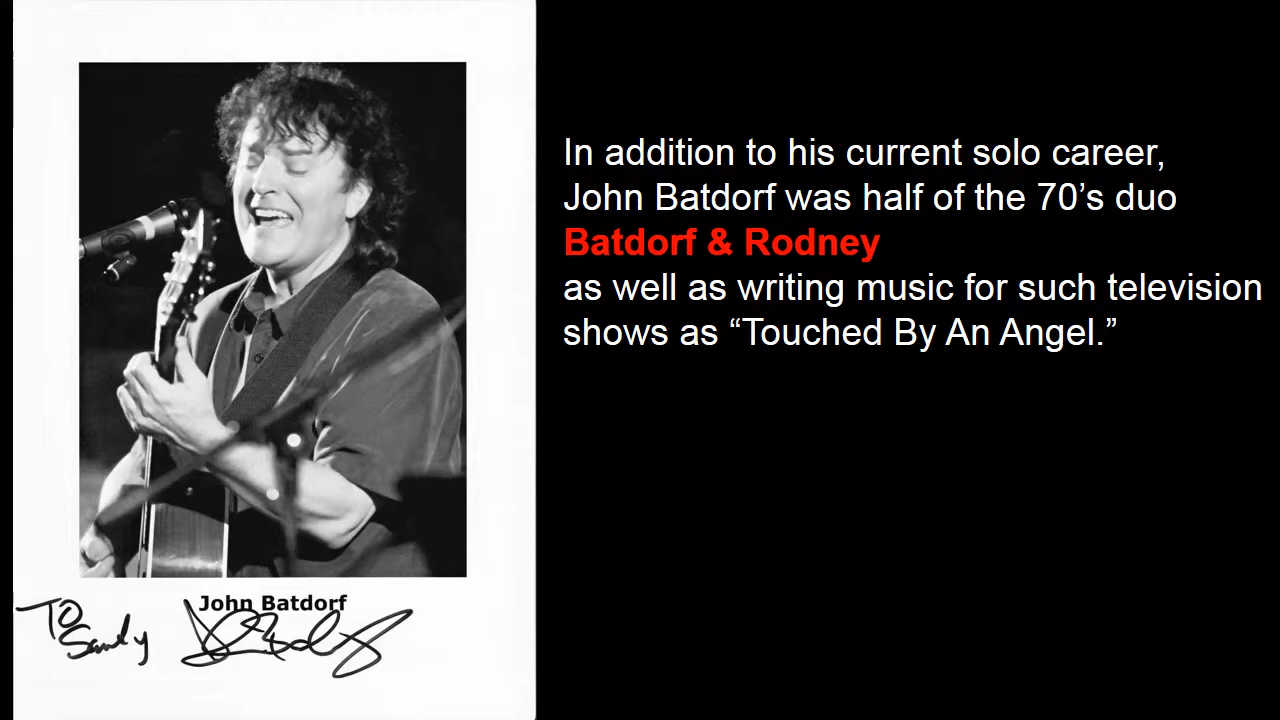 In addition to his current solo career,
John Batdorf was half of the 70’s duo
Batdorf & Rodney
as well as writing music for such television
shows as “Touched By An Angel.”
John Batdorf
To
Sandy